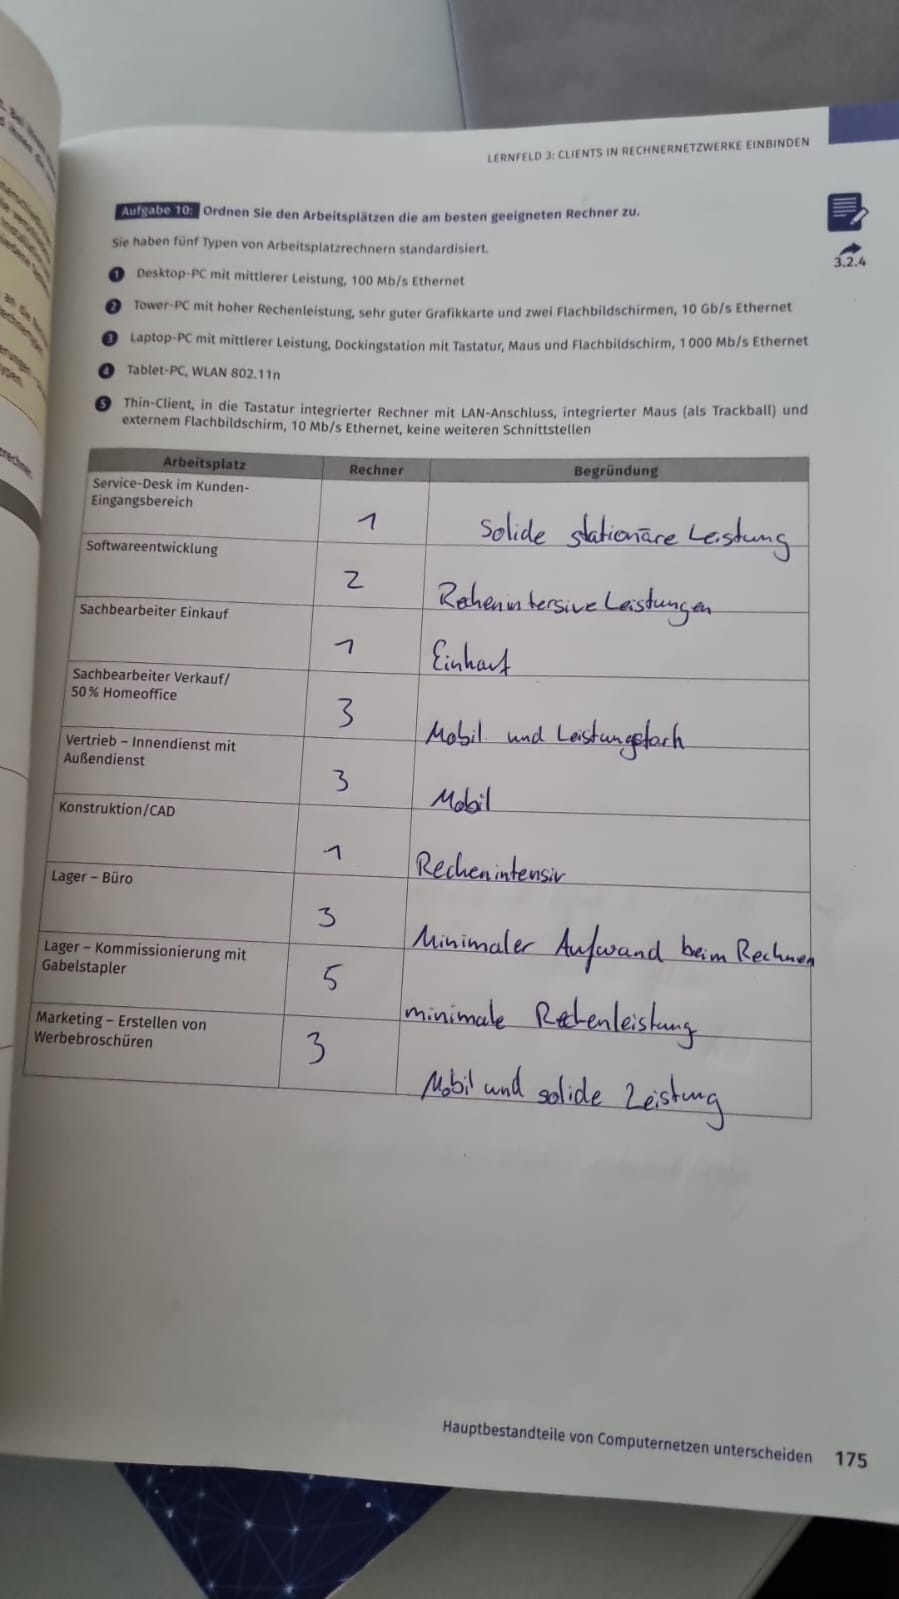 LERNFELD 3: CLIENTS IN RECHNERNETZWERKE EINBINDEN
Aufgabe 10: Ordnen Sie den Arbeitsplätzen die am besten geeigneten Rechner zu.
3.2.4
Sie haben fünf Typen von Arbeitsplatzrechnern standardisiert.
1 Desktop-PC mit mittlerer Leistung, 100 Mb/s Ethernet
2 Tower-PC mit hoher Rechenleistung, sehr guter Grafikkarte und zwei Flachbildschirmen, 10 Gb/s Ethernet
3 Laptop-PC mit mittlerer Leistung, Dockingstation mit Tastatur, Maus und Flachbildschirm, 1000 Mb/s Ethernet
4 Tablet-PC, WLAN 802.11n
5 Thin-Client, in die Tastatur integrierter Rechner mit LAN-Anschluss, integrierter Maus (als Trackball) und
externem Flachbildschirm, 10 Mb/s Ethernet, keine weiteren Schnittstellen
Arbeitsplatz Rechner Begründung
Service-Desk im Kunden-
Eingangsbereich
1 Solide stationäre Leistung
Softwareentwicklung
2 Rechenintersive Leistungen
Sachbearbeiter Einkauf
1 Einkauf
Sachbearbeiter Verkauf/
50 % Homeoffice
3 Mobil und
Vertrieb – Innendienst mit
Außendienst
3 Mobil
Konstruktion/CAD
1 Rechenintensiv
Lager – Büro
3 Minimaler Aufwand beim Rechnen
Lager – Kommissionierung mit
Gabelstapler
5 minimale Rechenleistung
Marketing – Erstellen von
Werbebroschüren
3 Mobil und solide Leistung
Hauptbestandteile von Computernetzen unterscheiden 175